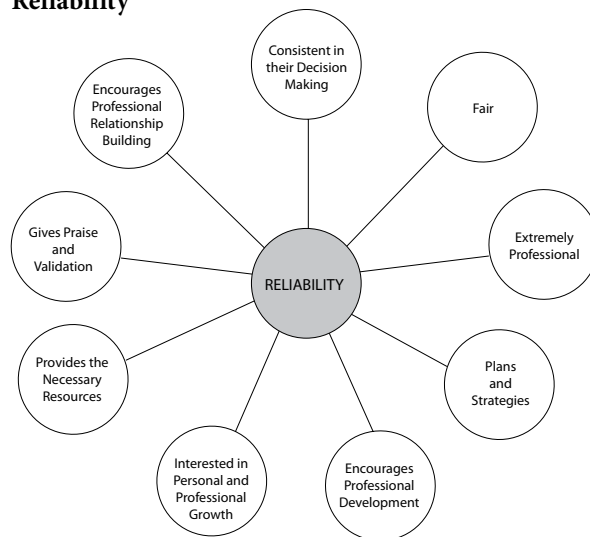 Reliability
Consistent in
their Decision
Making
Fair
Extremely
Professional
Plans
and
Strategies
Encourages
Professional
Development
Interested in
Personal and
Professional
Growth
Provides the
Necessary
Resources
Gives Praise
and
Validation
Encourages
Professional
Relationship
Building
RELIABILITY